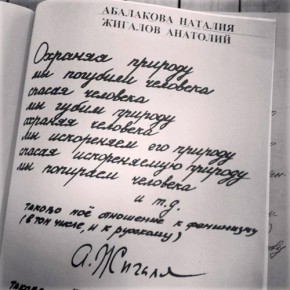 АБАЛАКОВА НАТАЛИЯ
ЖИГАЛОВ АНАТОЛИЙ
Охраняя природу
мы погубили человека
спасая человека
мы губим природу
охраняя человека
мы искореняем его природу
спасая искореняемую природу
мы попираем человека
и т.д.
таково моё отношение к феминизму
(в том числе, и к русскому)
А. Жигалов